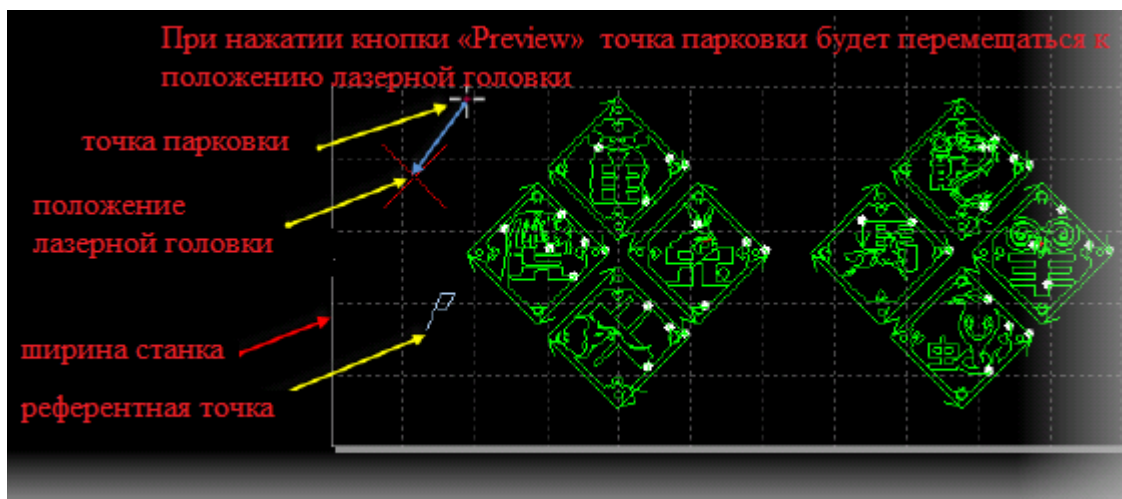 При нажатии кнопки «Preview» точка парковки будет перемещаться к
положению лазерной головки
точка парковки
положение
лазерной головки
ширина станка
референтная точка